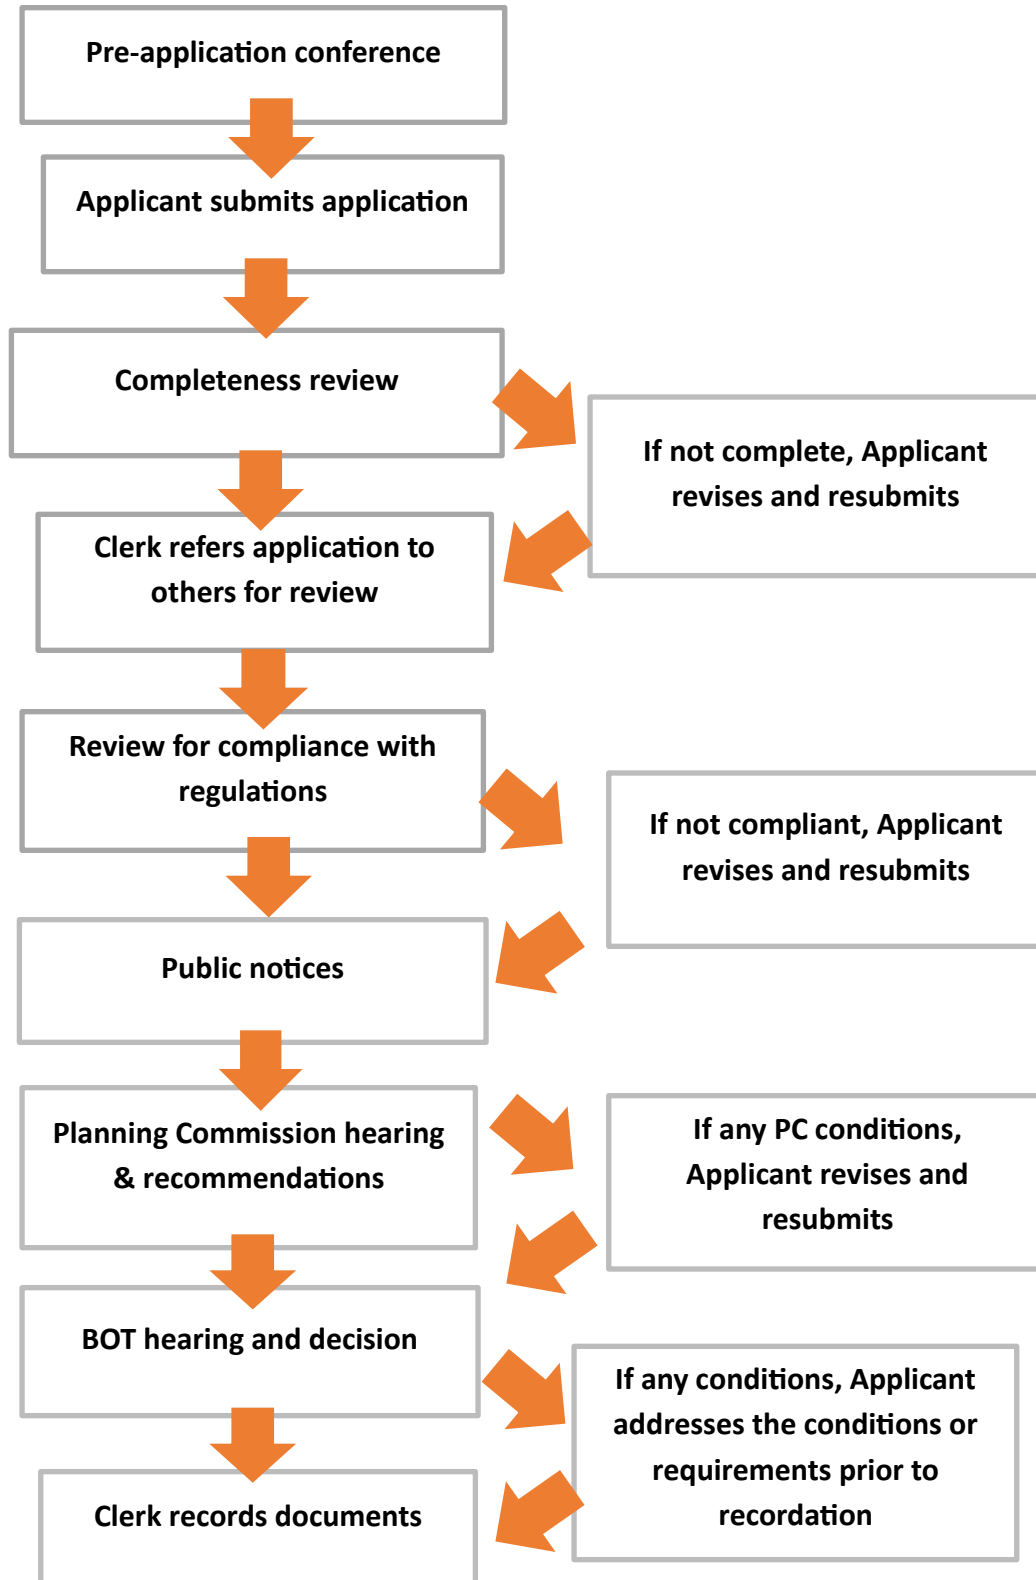 Pre-application conference
Applicant submits application
Completeness review
If not complete, Applicant
revises and resubmits
Clerk refers application to
others for review
Review for compliance with
regulations
If not compliant, Applicant
revises and resubmits
Public notices
Planning Commission hearing
& recommendations
If any PC conditions,
Applicant revises and
resubmits
BOT hearing and decision
If any conditions, Applicant
addresses the conditions or
requirements prior to
recordation
Clerk records documents